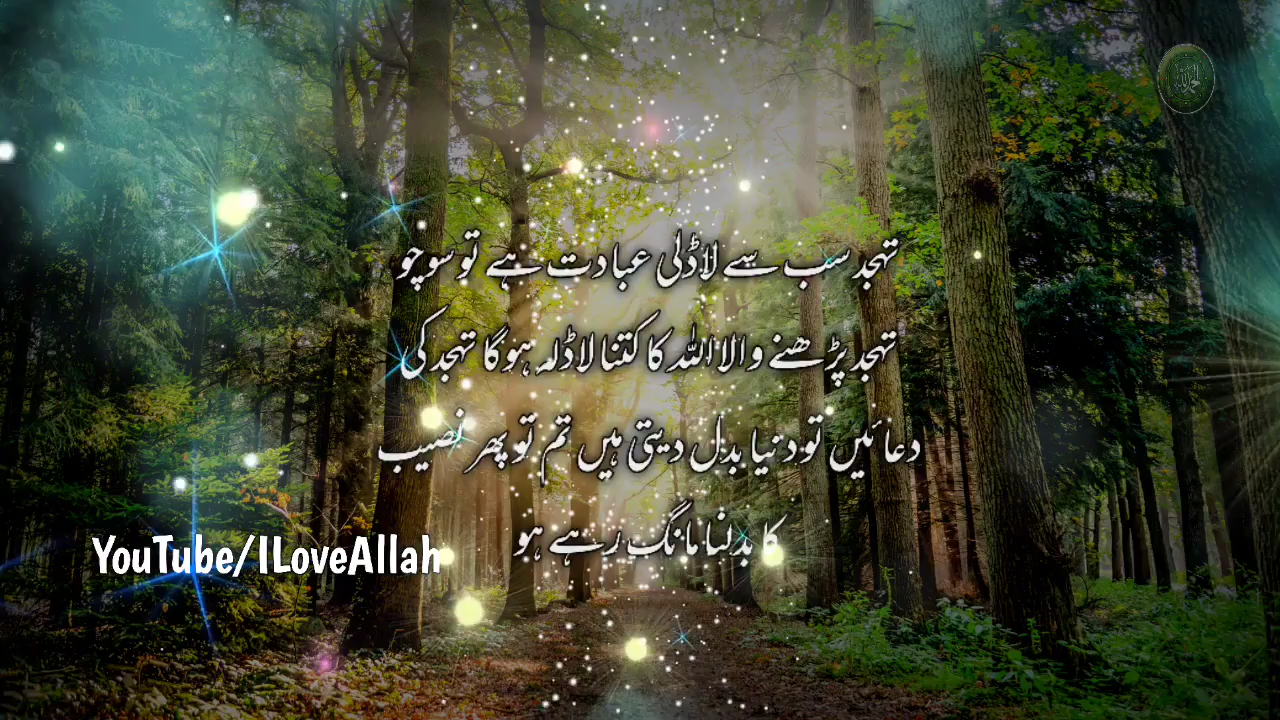 تہجد سب سے لاڈلی عبادت ہے تو سوچو
تہجد پڑھنے والا اللہ کا کتنا لاڈلہ ہوگا تہجد کی
دعائیں تو دنیا بدل دیتی ہیں تم تو پھر نصیب
کا بدلنا مانگ رہے ہو
YouTube/ILoveAllah